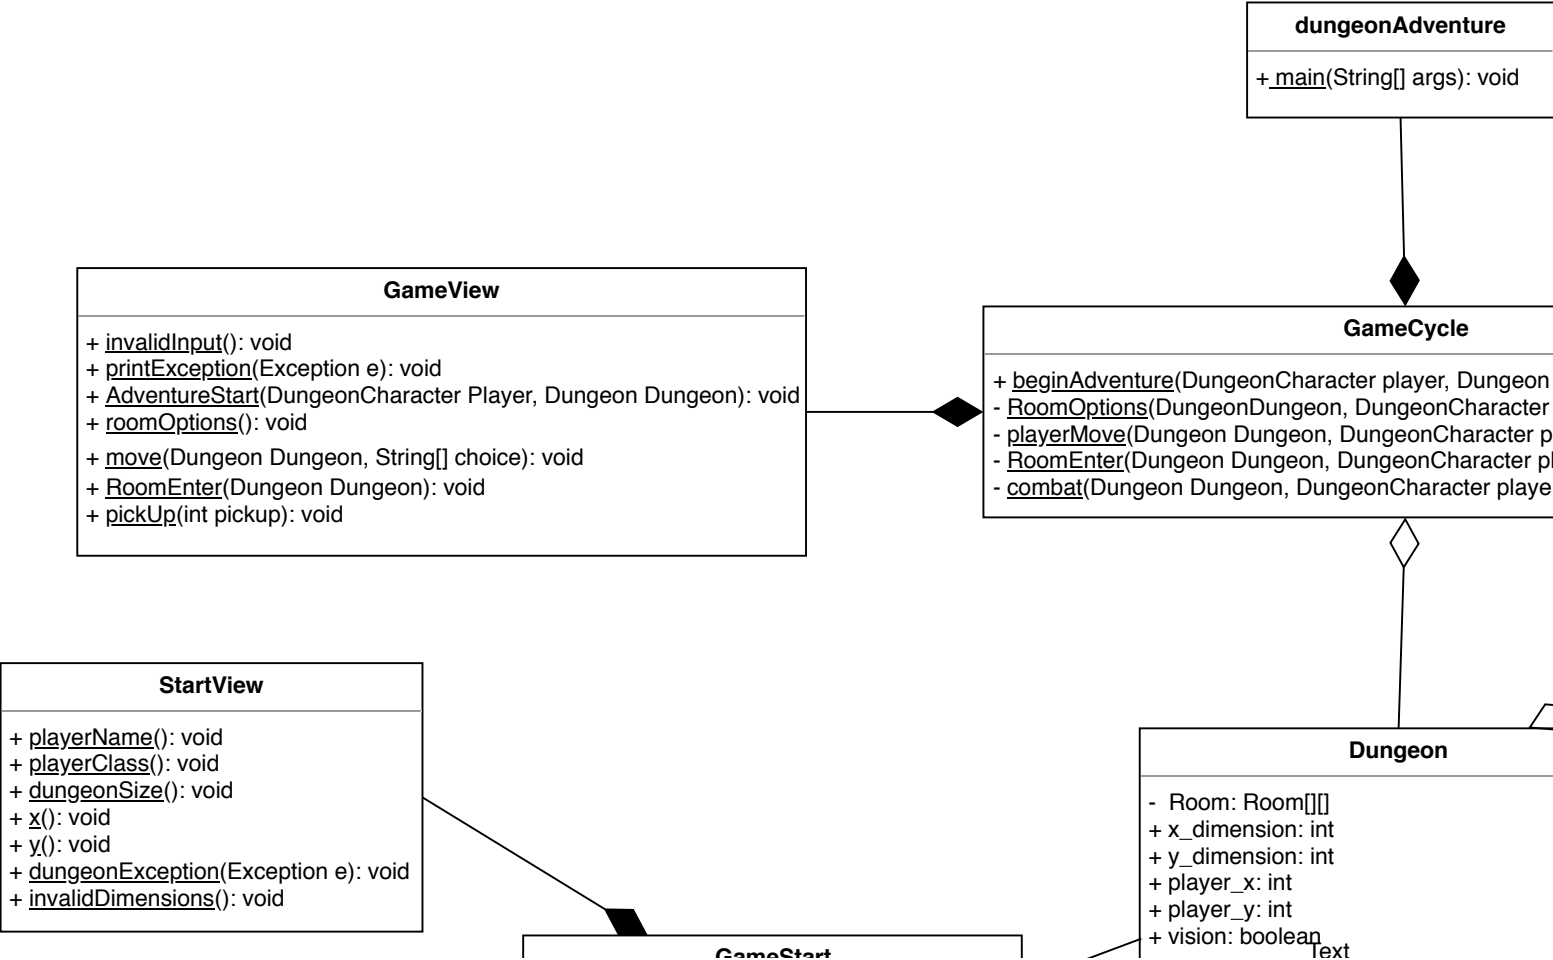 dungeonAdventure
+ main(String[] args): void
GameView
+ invalidInput(): void
+ printException(Exception e): void
+ AdventureStart(DungeonCharacter Player, Dungeon Dungeon): void
+ roomOptions(): void
+ move(Dungeon Dungeon, String[] choice): void
+ RoomEnter(Dungeon Dungeon): void
+ pickUp(int pickup): void
GameCycle
+ beginAdventure(DungeonCharacter player, Dungeon
- RoomOptions(DungeonDungeon, DungeonCharacter
- playerMove(Dungeon Dungeon, DungeonCharacter p
- RoomEnter(Dungeon Dungeon, DungeonCharacter pl
- combat(Dungeon Dungeon, DungeonCharacter playe
StartView
+ playerName(): void
+ playerClass(): void
+ dungeonSize(): void
+ x(): void
+ y(): void
+ dungeonException(Exception e): void
+ invalidDimensions(): void
Dungeon
- Room: Room[][]
+ x_dimension: int
+ y_dimension: int
+ player_x: int
+ player_y: int
+ vision: boolean
Text
GameStart